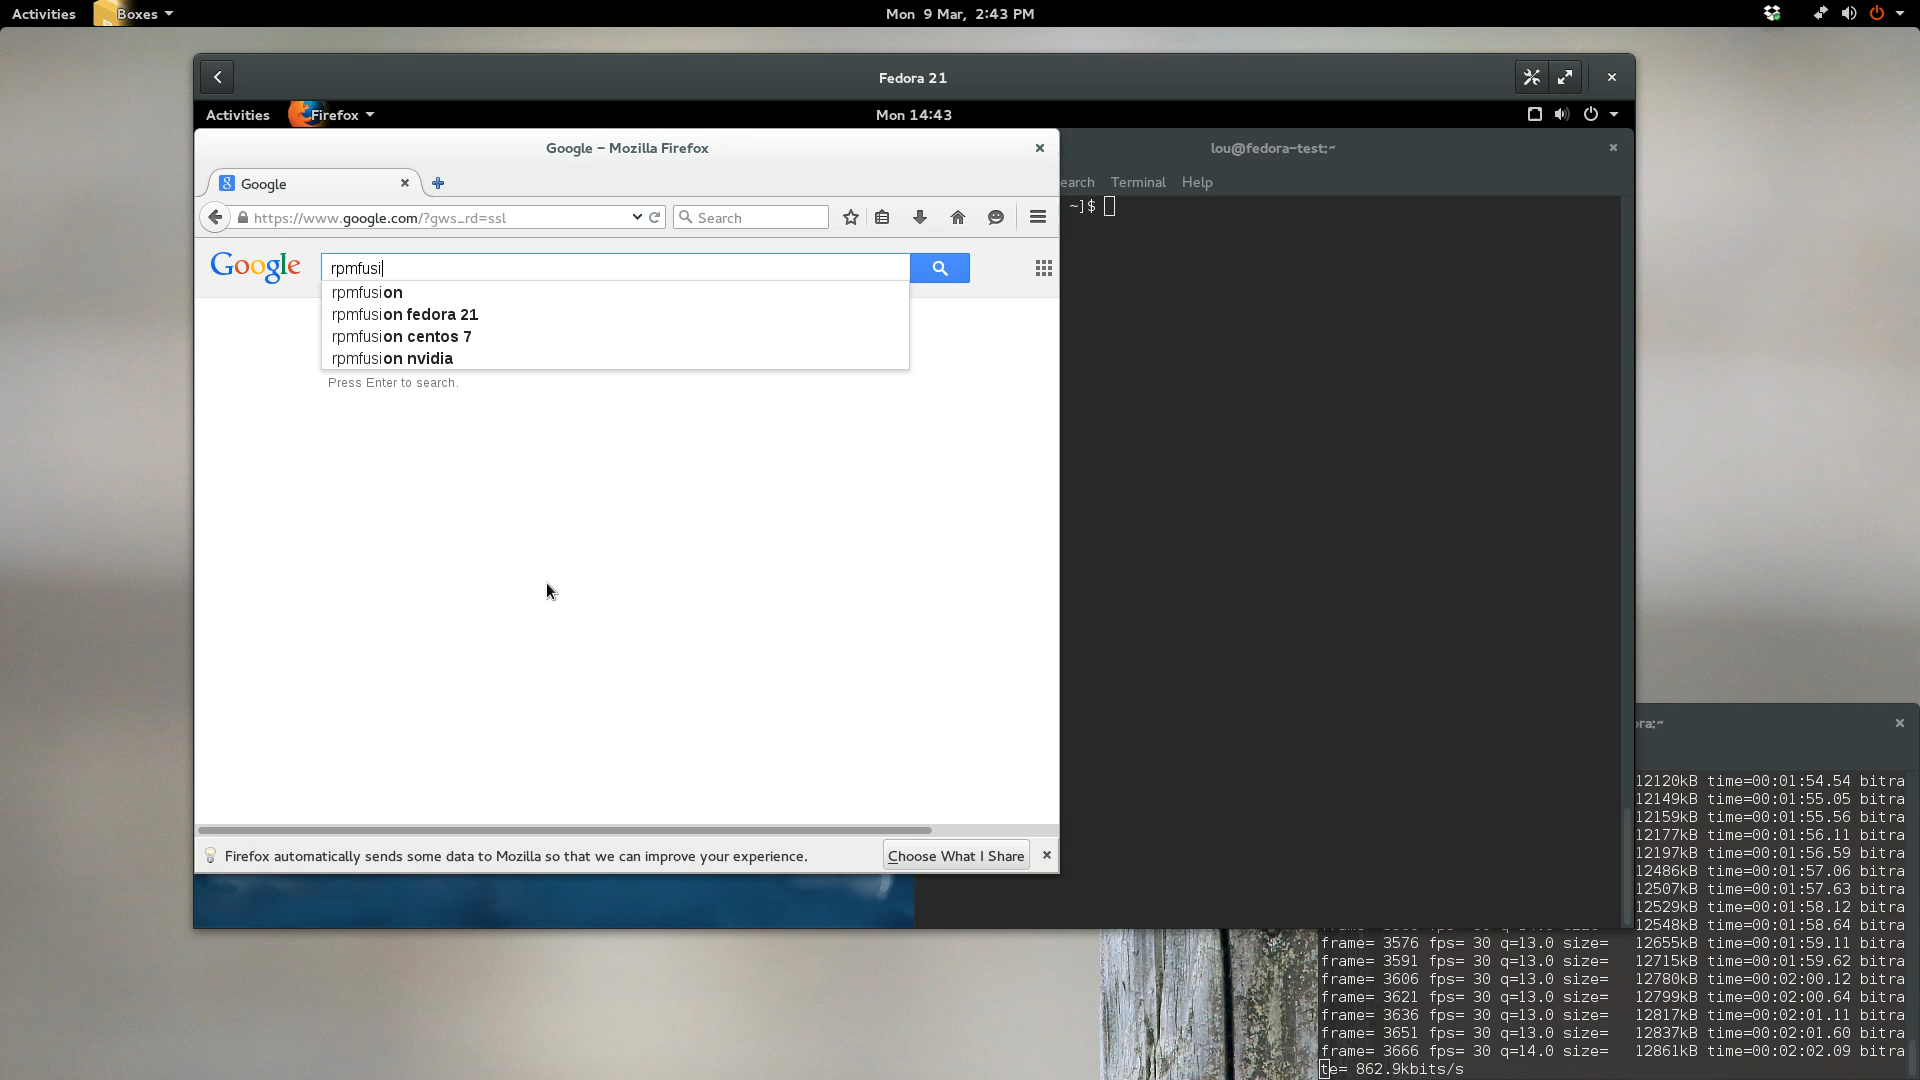 Activities Boxes Mon 9 Mar, 2:43 PM
Fedora 21
Activities Firefox Mon 14:43
Google – Mozilla Firefox
lou@fedora-test:~
Google
earch Terminal Help
https://www.google.com/?gws_rd=ssl
Search
~]$
Google
rpmfusi
rpmfusion
rpmfusion fedora 21
rpmfusion centos 7
rpmfusion nvidia
Press Enter to search.
Firefox automatically sends some data to Mozilla so that we can improve your experience. Choose What I Share
ora:~
12120kB time=00:01:54.54 bitra
12149kB time=00:01:55.05 bitra
12159kB time=00:01:55.56 bitra
12177kB time=00:01:56.11 bitra
12197kB time=00:01:56.59 bitra
12486kB time=00:01:57.06 bitra
12507kB time=00:01:57.63 bitra
12529kB time=00:01:58.12 bitra
12548kB time=00:01:58.64 bitra
frame= 3576 fps= 30 q=13.0 size= 12655kB time=00:01:59.11 bitra
frame= 3591 fps= 30 q=13.0 size= 12715kB time=00:01:59.62 bitra
frame= 3606 fps= 30 q=13.0 size= 12780kB time=00:02:00.12 bitra
frame= 3621 fps= 30 q=13.0 size= 12799kB time=00:02:00.64 bitra
frame= 3636 fps= 30 q=13.0 size= 12817kB time=00:02:01.11 bitra
frame= 3651 fps= 30 q=13.0 size= 12837kB time=00:02:01.60 bitra
frame= 3666 fps= 30 q=14.0 size= 12861kB time=00:02:02.09 bitra
te= 862.9kbits/s